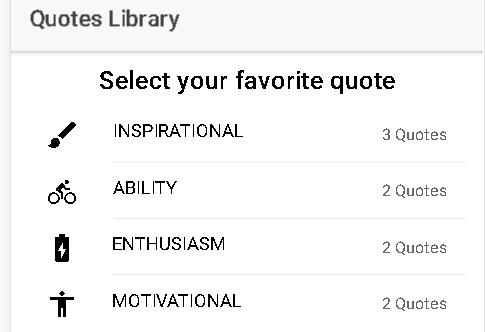 Quotes Library
Select your favorite quote
INSPIRATIONAL 3 Quotes
ABILITY 2 Quotes
ENTHUSIASM 2 Quotes
MOTIVATIONAL 2 Quotes